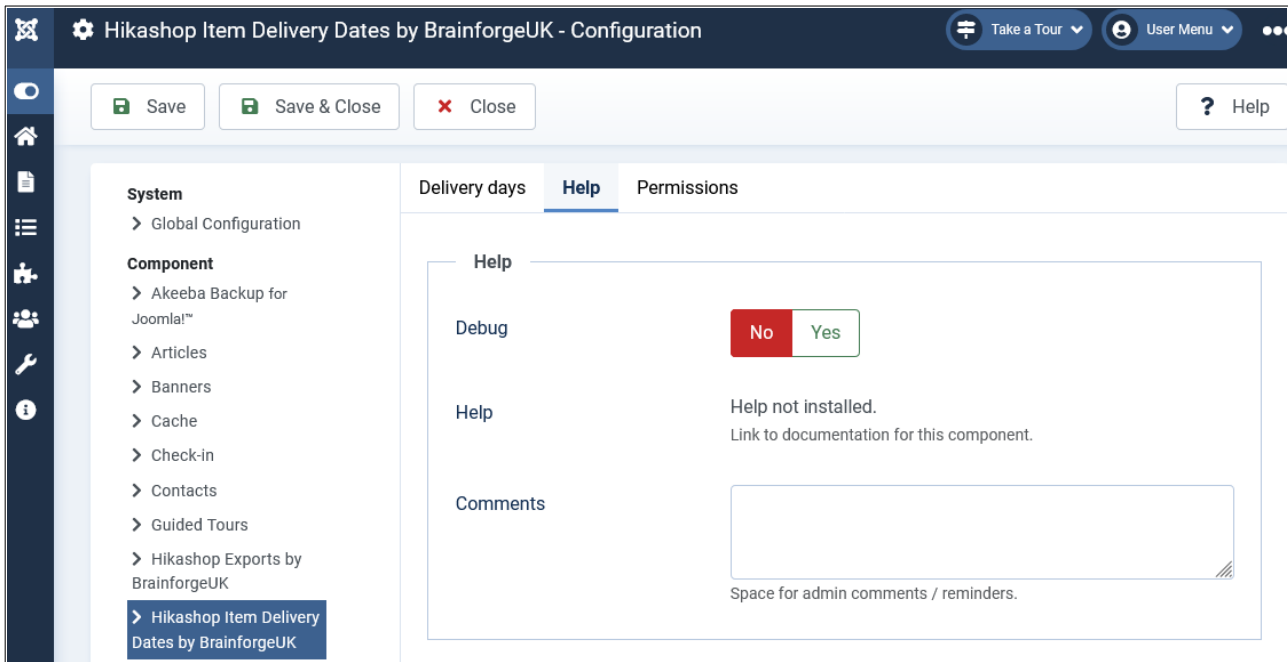 Hikashop Item Delivery Dates by BrainforgeUK - Configuration
Take a Tour
User Menu
Save
Save & Close
Close
? Help
System
Global Configuration
Component
Akeeba Backup for
Joomla!™
Articles
Banners
Cache
Check-in
Contacts
Guided Tours
Hikashop Exports by
BrainforgeUK
Hikashop Item Delivery
Dates by BrainforgeUK
Delivery days
Help
Permissions
Help
Debug
No
Yes
Help
Help not installed.
Link to documentation for this component.
Comments
Space for admin comments / reminders.